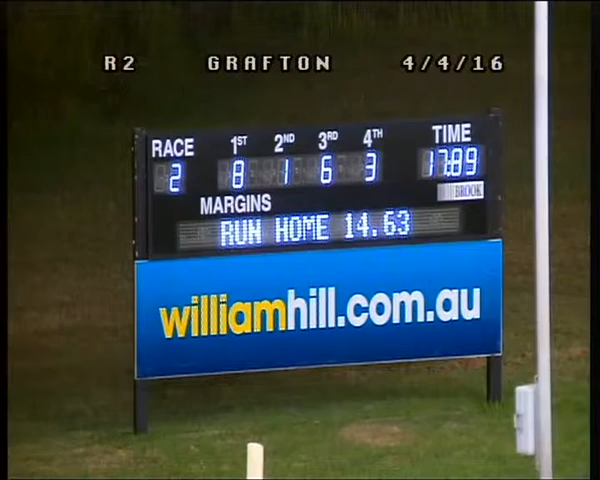 R2 GRAFTON 4/4/16
RACE 1ST 2ND 3RD 4TH TIME
2 8 1 6 3 17.89
BROOK
MARGINS
RUN HOME 14.63
williamhill.com.au